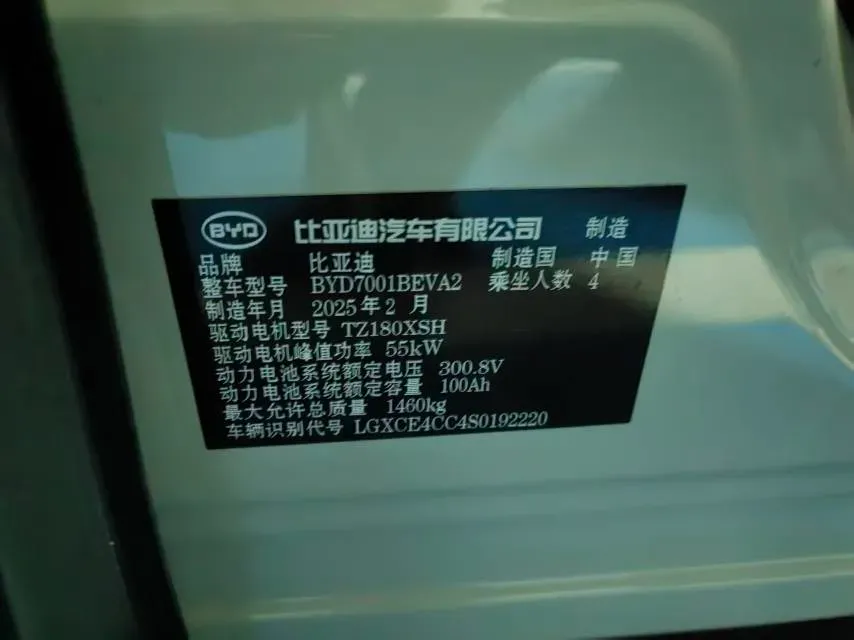 BYD 比亚迪汽车有限公司 制造
品牌 比亚迪 制造国 中国
整车型号 BYD7001BEVA2 乘坐人数 4
制造年月 2025年2月
驱动电机型号 TZ180XSH
驱动电机峰值功率 55kW
动力电池系统额定电压 300.8V
动力电池系统额定容量 100Ah
最大允许总质量 1460kg
车辆识别代号 LGXCE4CC4S0192220